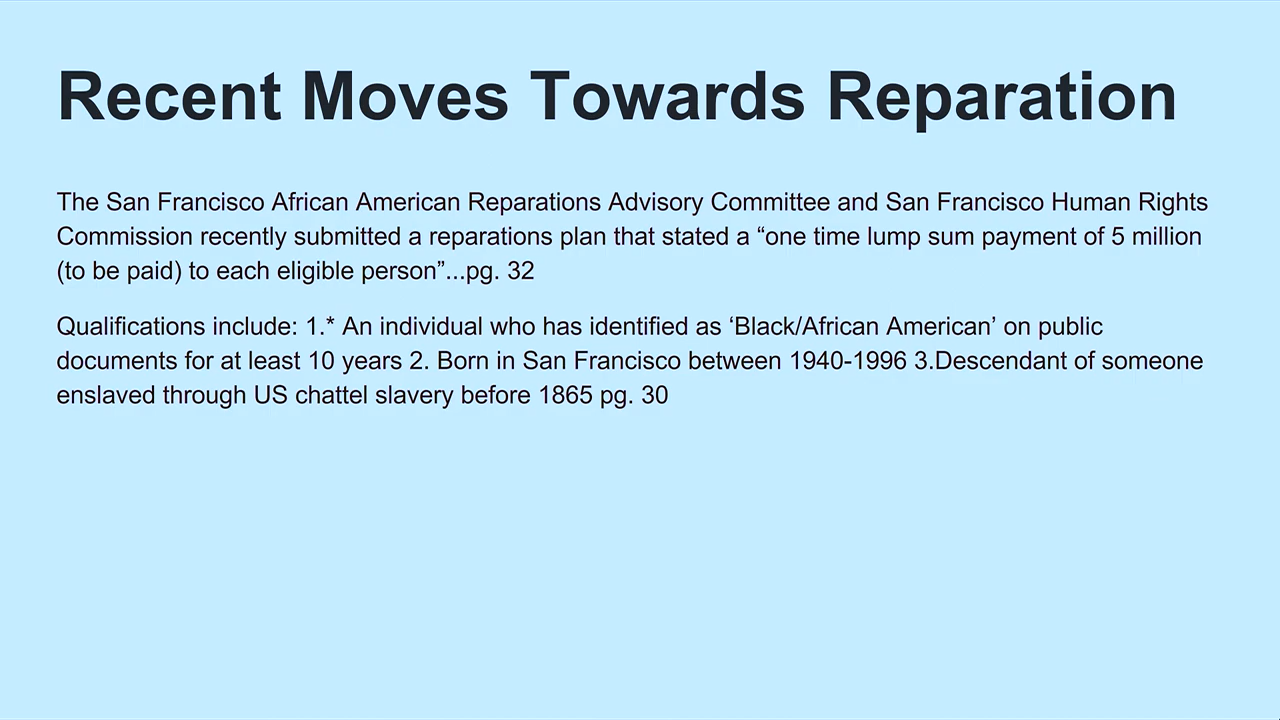 Recent Moves Towards Reparation
The San Francisco African American Reparations Advisory Committee and San Francisco Human Rights
Commission recently submitted a reparations plan that stated a “one time lump sum payment of 5 million
(to be paid) to each eligible person”...pg. 32
Qualifications include: 1.* An individual who has identified as ‘Black/African American’ on public
documents for at least 10 years 2. Born in San Francisco between 1940-1996 3.Descendant of someone
enslaved through US chattel slavery before 1865 pg. 30